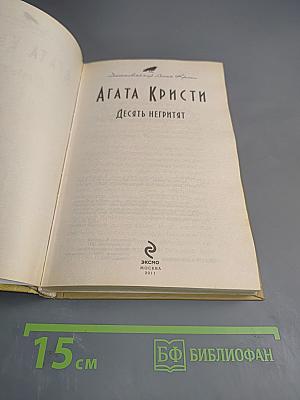 АГАТА КРИСТИ
ДЕСЯТЬ НЕГРИТЯТ
ЭКСМО
МОСКВА
2011
15 см
БФ БИБЛИОФАН